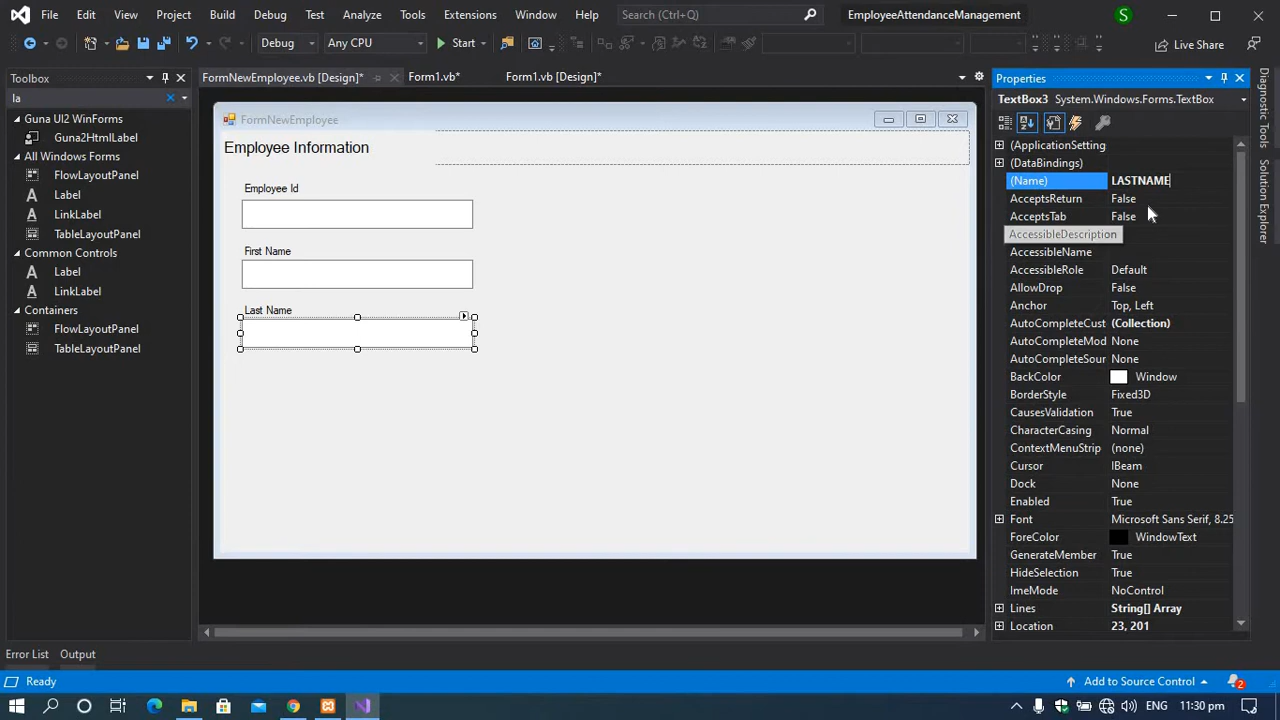 File Edit View Project Build Debug Test Analyze Tools Extensions Window Help Search (Ctrl+Q) EmployeeAttendanceManagement S
Debug Any CPU Start Live Share
Toolbox
la
Guna UI2 WinForms
Guna2HtmlLabel
All Windows Forms
FlowLayoutPanel
Label
LinkLabel
TableLayoutPanel
Common Controls
Label
LinkLabel
Containers
FlowLayoutPanel
TableLayoutPanel
FormNewEmployee.vb [Design]* Form1.vb* Form1.vb [Design]*
FormNewEmployee
Employee Information
Employee Id
First Name
Last Name
Properties
TextBox3 System.Windows.Forms.TextBox
(ApplicationSetting
(DataBindings)
(Name) LASTNAME
AcceptsReturn False
AcceptsTab False
AccessibleDescription
AccessibleName
AccessibleRole Default
AllowDrop False
Anchor Top, Left
AutoCompleteCust (Collection)
AutoCompleteMod None
AutoCompleteSour None
BackColor Window
BorderStyle Fixed3D
CausesValidation True
CharacterCasing Normal
ContextMenuStrip (none)
Cursor IBeam
Dock None
Enabled True
Font Microsoft Sans Serif, 8.25
ForeColor WindowText
GenerateMember True
HideSelection True
ImeMode NoControl
Lines String[] Array
Location 23, 201
Diagnostic Tools
Solution Explorer
Error List Output
Ready Add to Source Control 2
ENG 11:30 pm